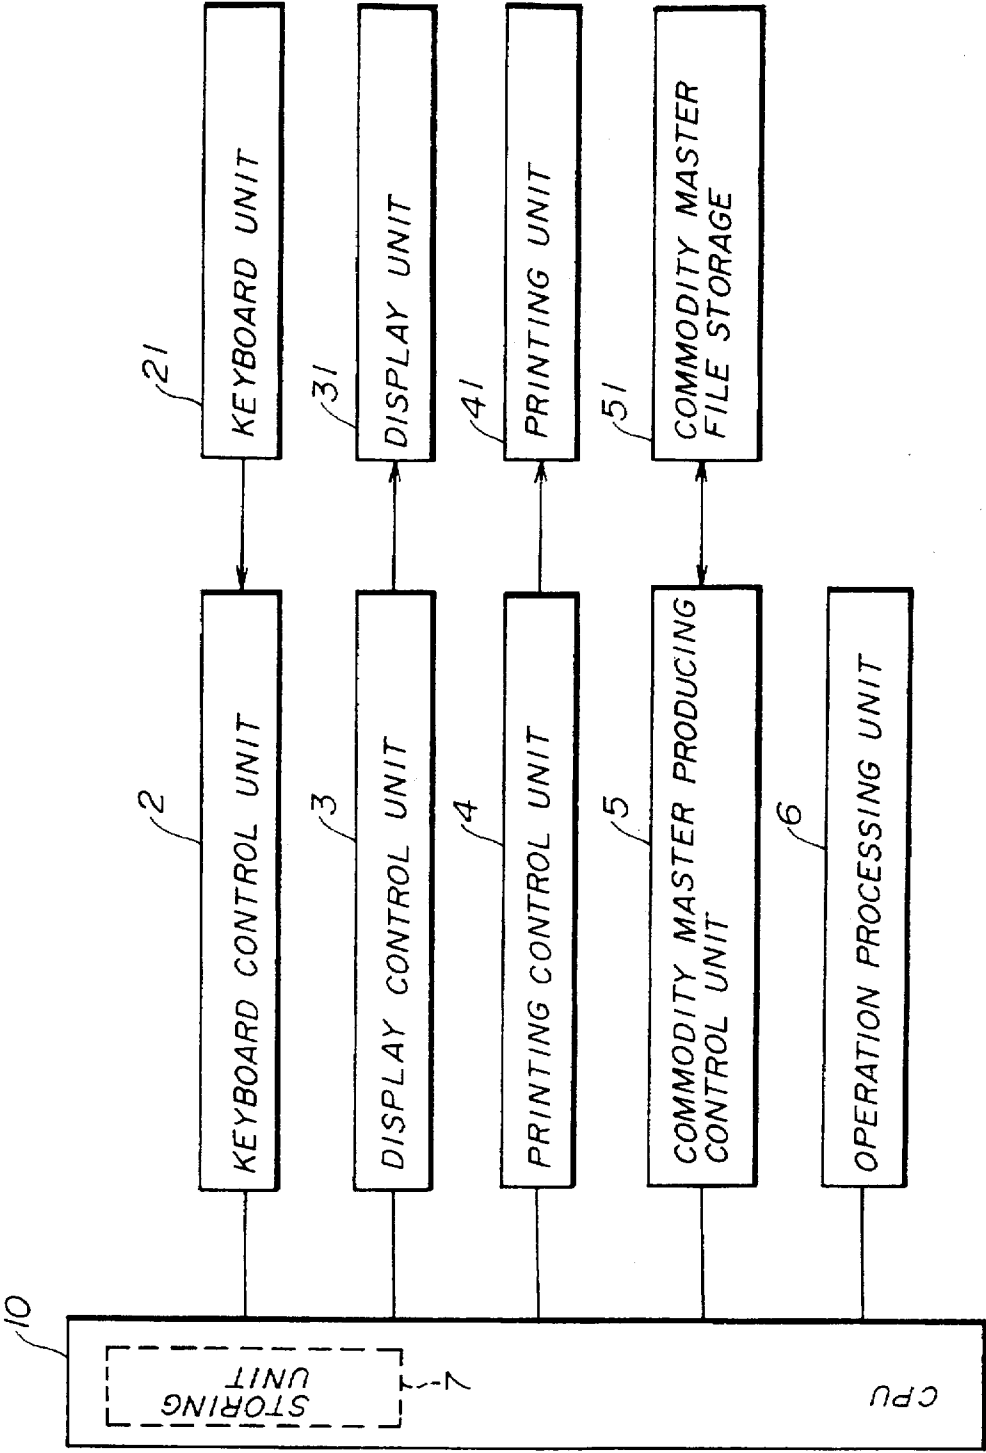 10
CPU
STORING
UNIT
7
2
KEYBOARD CONTROL UNIT
21
KEYBOARD UNIT
3
DISPLAY CONTROL UNIT
31
DISPLAY UNIT
4
PRINTING CONTROL UNIT
41
PRINTING UNIT
5
COMMODITY MASTER PRODUCING
CONTROL UNIT
51
COMMODITY MASTER
FILE STORAGE
6
OPERATION PROCESSING UNIT